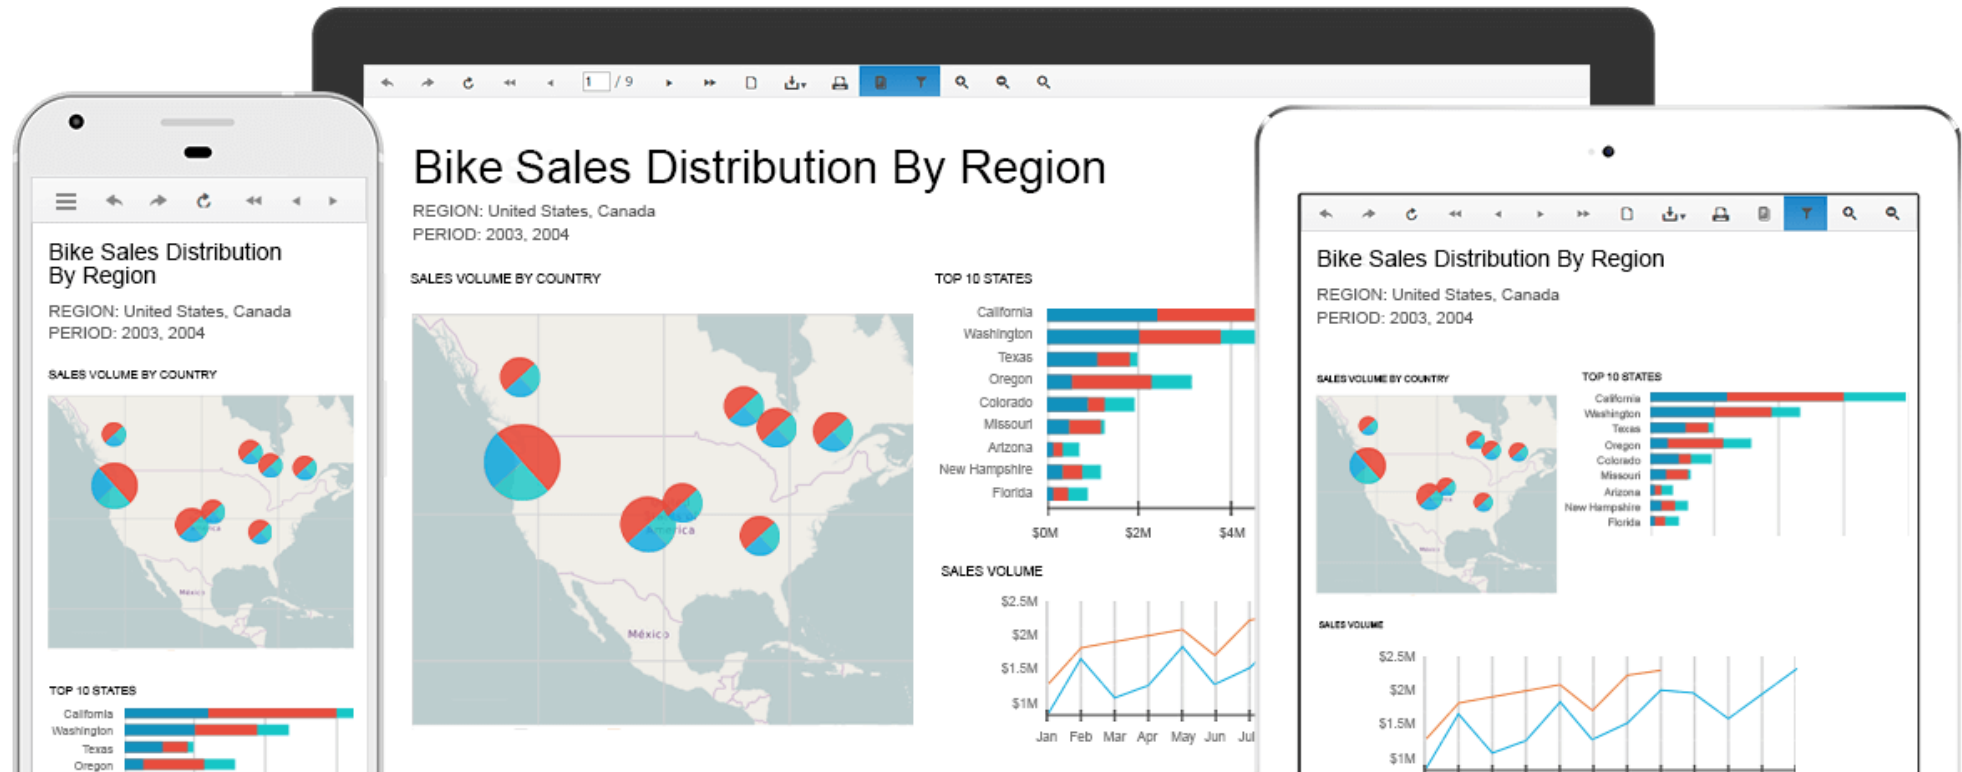 1 / 9
Bike Sales Distribution By Region
REGION: United States, Canada
PERIOD: 2003, 2004
SALES VOLUME BY COUNTRY
América
México
TOP 10 STATES
California
Washington
Texas
Oregon
Colorado
Missouri
Arizona
New Hampshire
Florida
$0M $2M $4M
SALES VOLUME
$2.5M
$2M
$1.5M
$1M
Jan Feb Mar Apr May Jun Jul
Bike Sales Distribution
By Region
REGION: United States, Canada
PERIOD: 2003, 2004
SALES VOLUME BY COUNTRY
México
TOP 10 STATES
California
Washington
Texas
Oregon
Bike Sales Distribution By Region
REGION: United States, Canada
PERIOD: 2003, 2004
SALES VOLUME BY COUNTRY
México
TOP 10 STATES
California
Washington
Texas
Oregon
Colorado
Missouri
Arizona
New Hampshire
Florida
SALES VOLUME
$2.5M
$2M
$1.5M
$1M